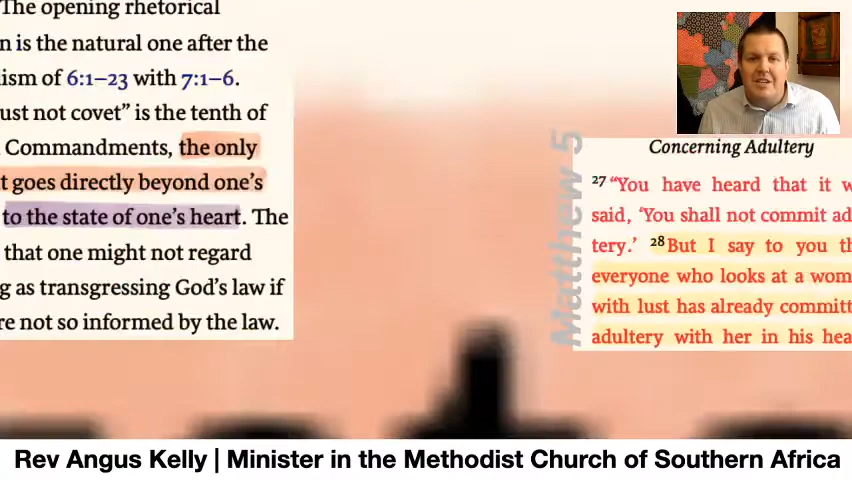 The opening rhetorical
n is the natural one after the
ism of 6:1–23 with 7:1–6.
ust not covet” is the tenth of
Commandments, the only
t goes directly beyond one’s
to the state of one’s heart. The
that one might not regard
g as transgressing God’s law if
re not so informed by the law.
Matthew 5
Concerning Adultery
27 “You have heard that it w
said, ‘You shall not commit ad
tery.’ 28 But I say to you th
everyone who looks at a wom
with lust has already committ
adultery with her in his hea
Rev Angus Kelly | Minister in the Methodist Church of Southern Africa